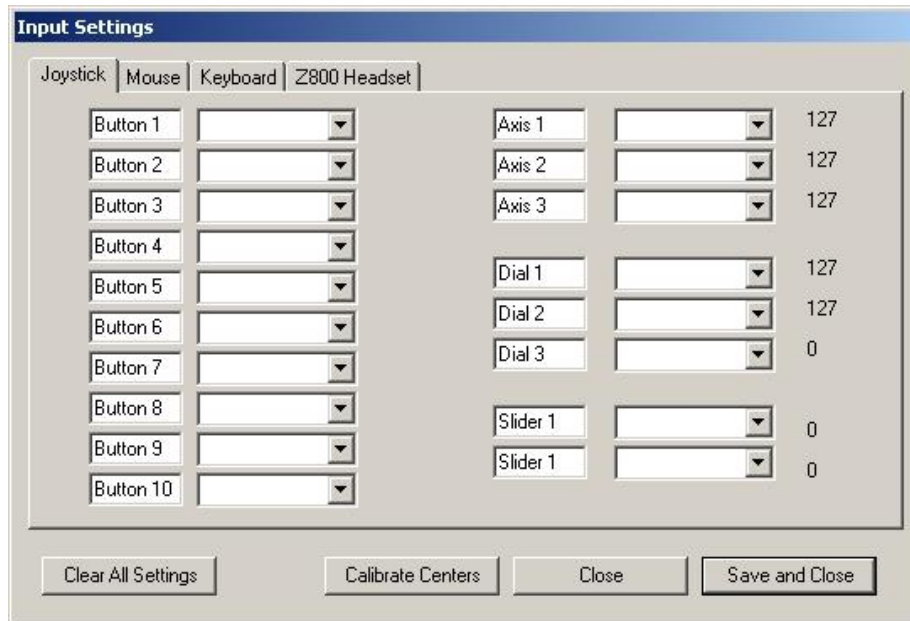 Input Settings
Joystick Mouse Keyboard Z800 Headset
Button 1 Axis 1 127
Button 2 Axis 2 127
Button 3 Axis 3 127
Button 4
Button 5 Dial 1 127
Button 6 Dial 2 127
Button 7 Dial 3 0
Button 8 Slider 1 0
Button 9 Slider 1 0
Button 10
Clear All Settings Calibrate Centers Close Save and Close